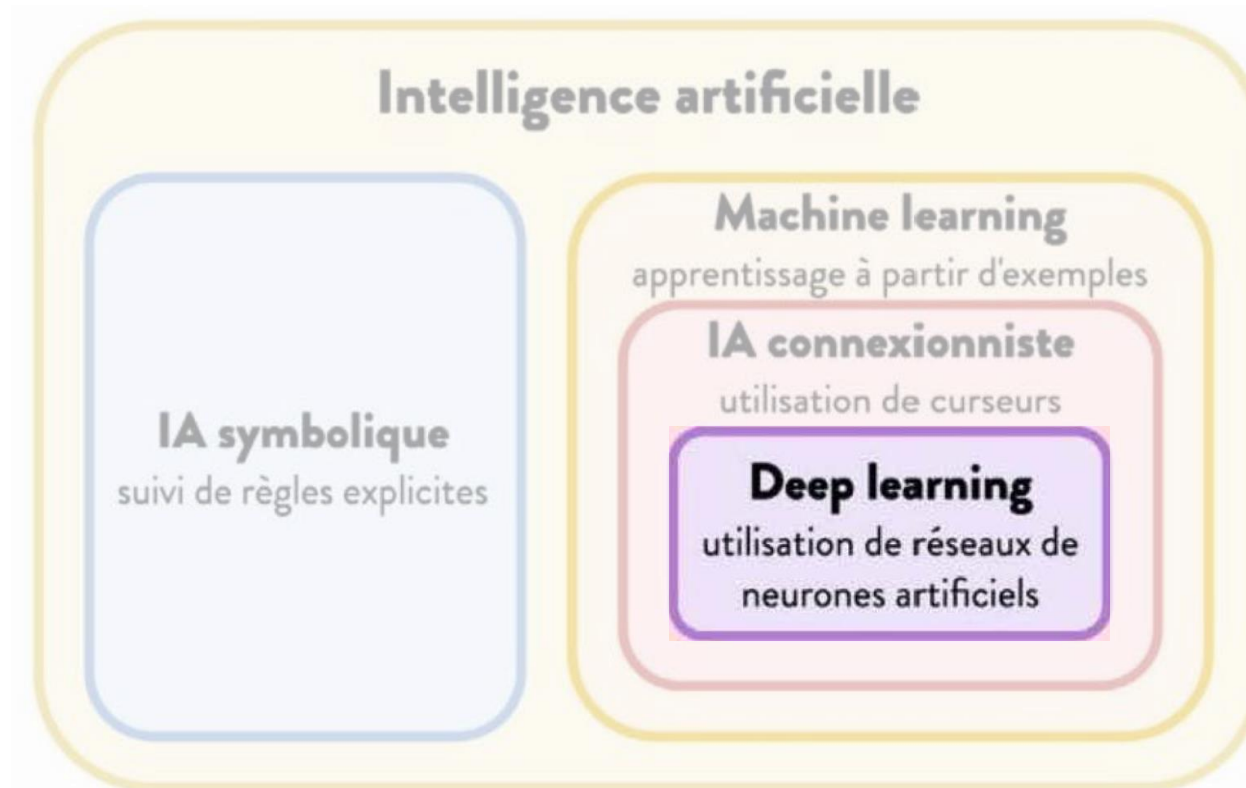 Intelligence artificielle
IA symbolique
suivi de règles explicites
Machine learning
apprentissage à partir d'exemples
IA connexionniste
utilisation de curseurs
Deep learning
utilisation de réseaux de
neurones artificiels